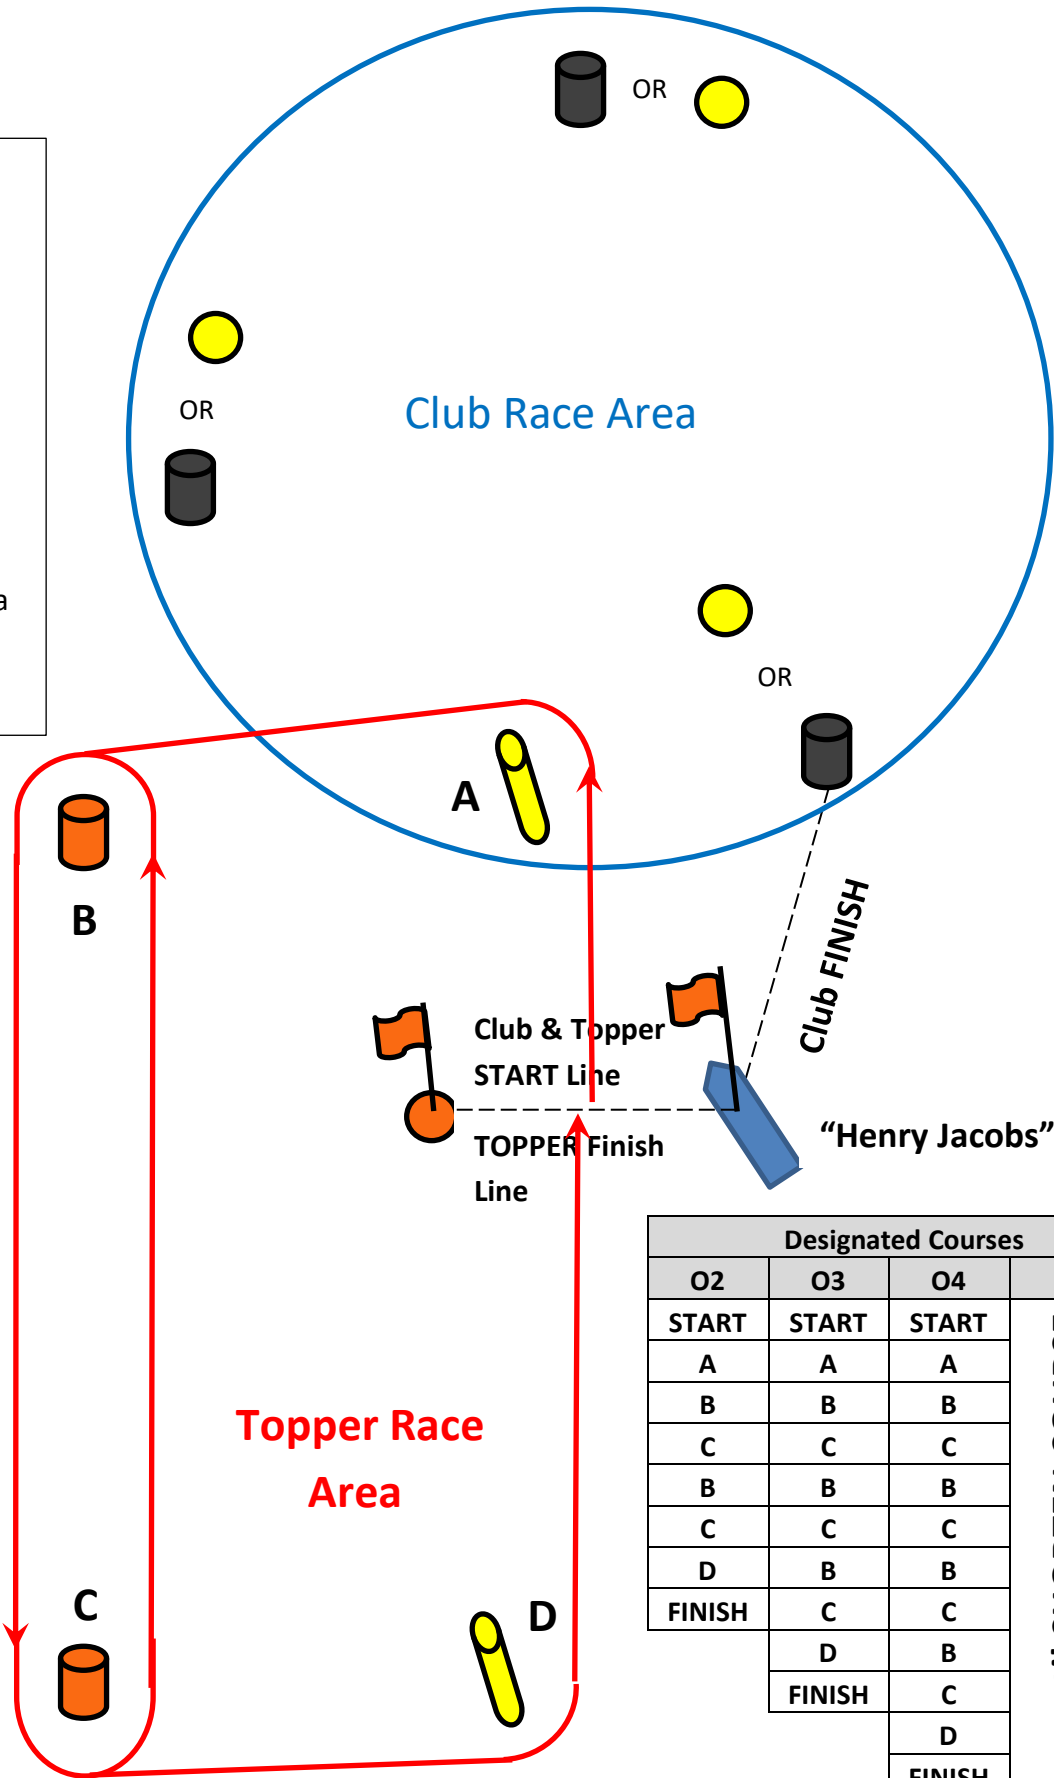 OR
OR
Club Race Area
a
OR
A
B
Club FINISH
Club & Topper
START Line
"Henry Jacobs"
TOPPER Finish
Line
Designated Courses
O2 O3 O4
START START START
A A A
B B B
C C C
B B B
C C C
D B B
FINISH C C
D B
FINISH C
D
FINISH
Topper Race
Area
C
D